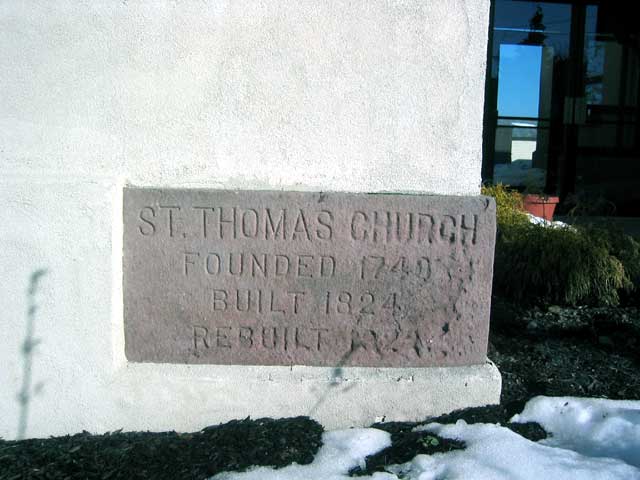 ST. THOMAS CHURCH
FOUNDED 1740
BUILT 1824
REBUILT